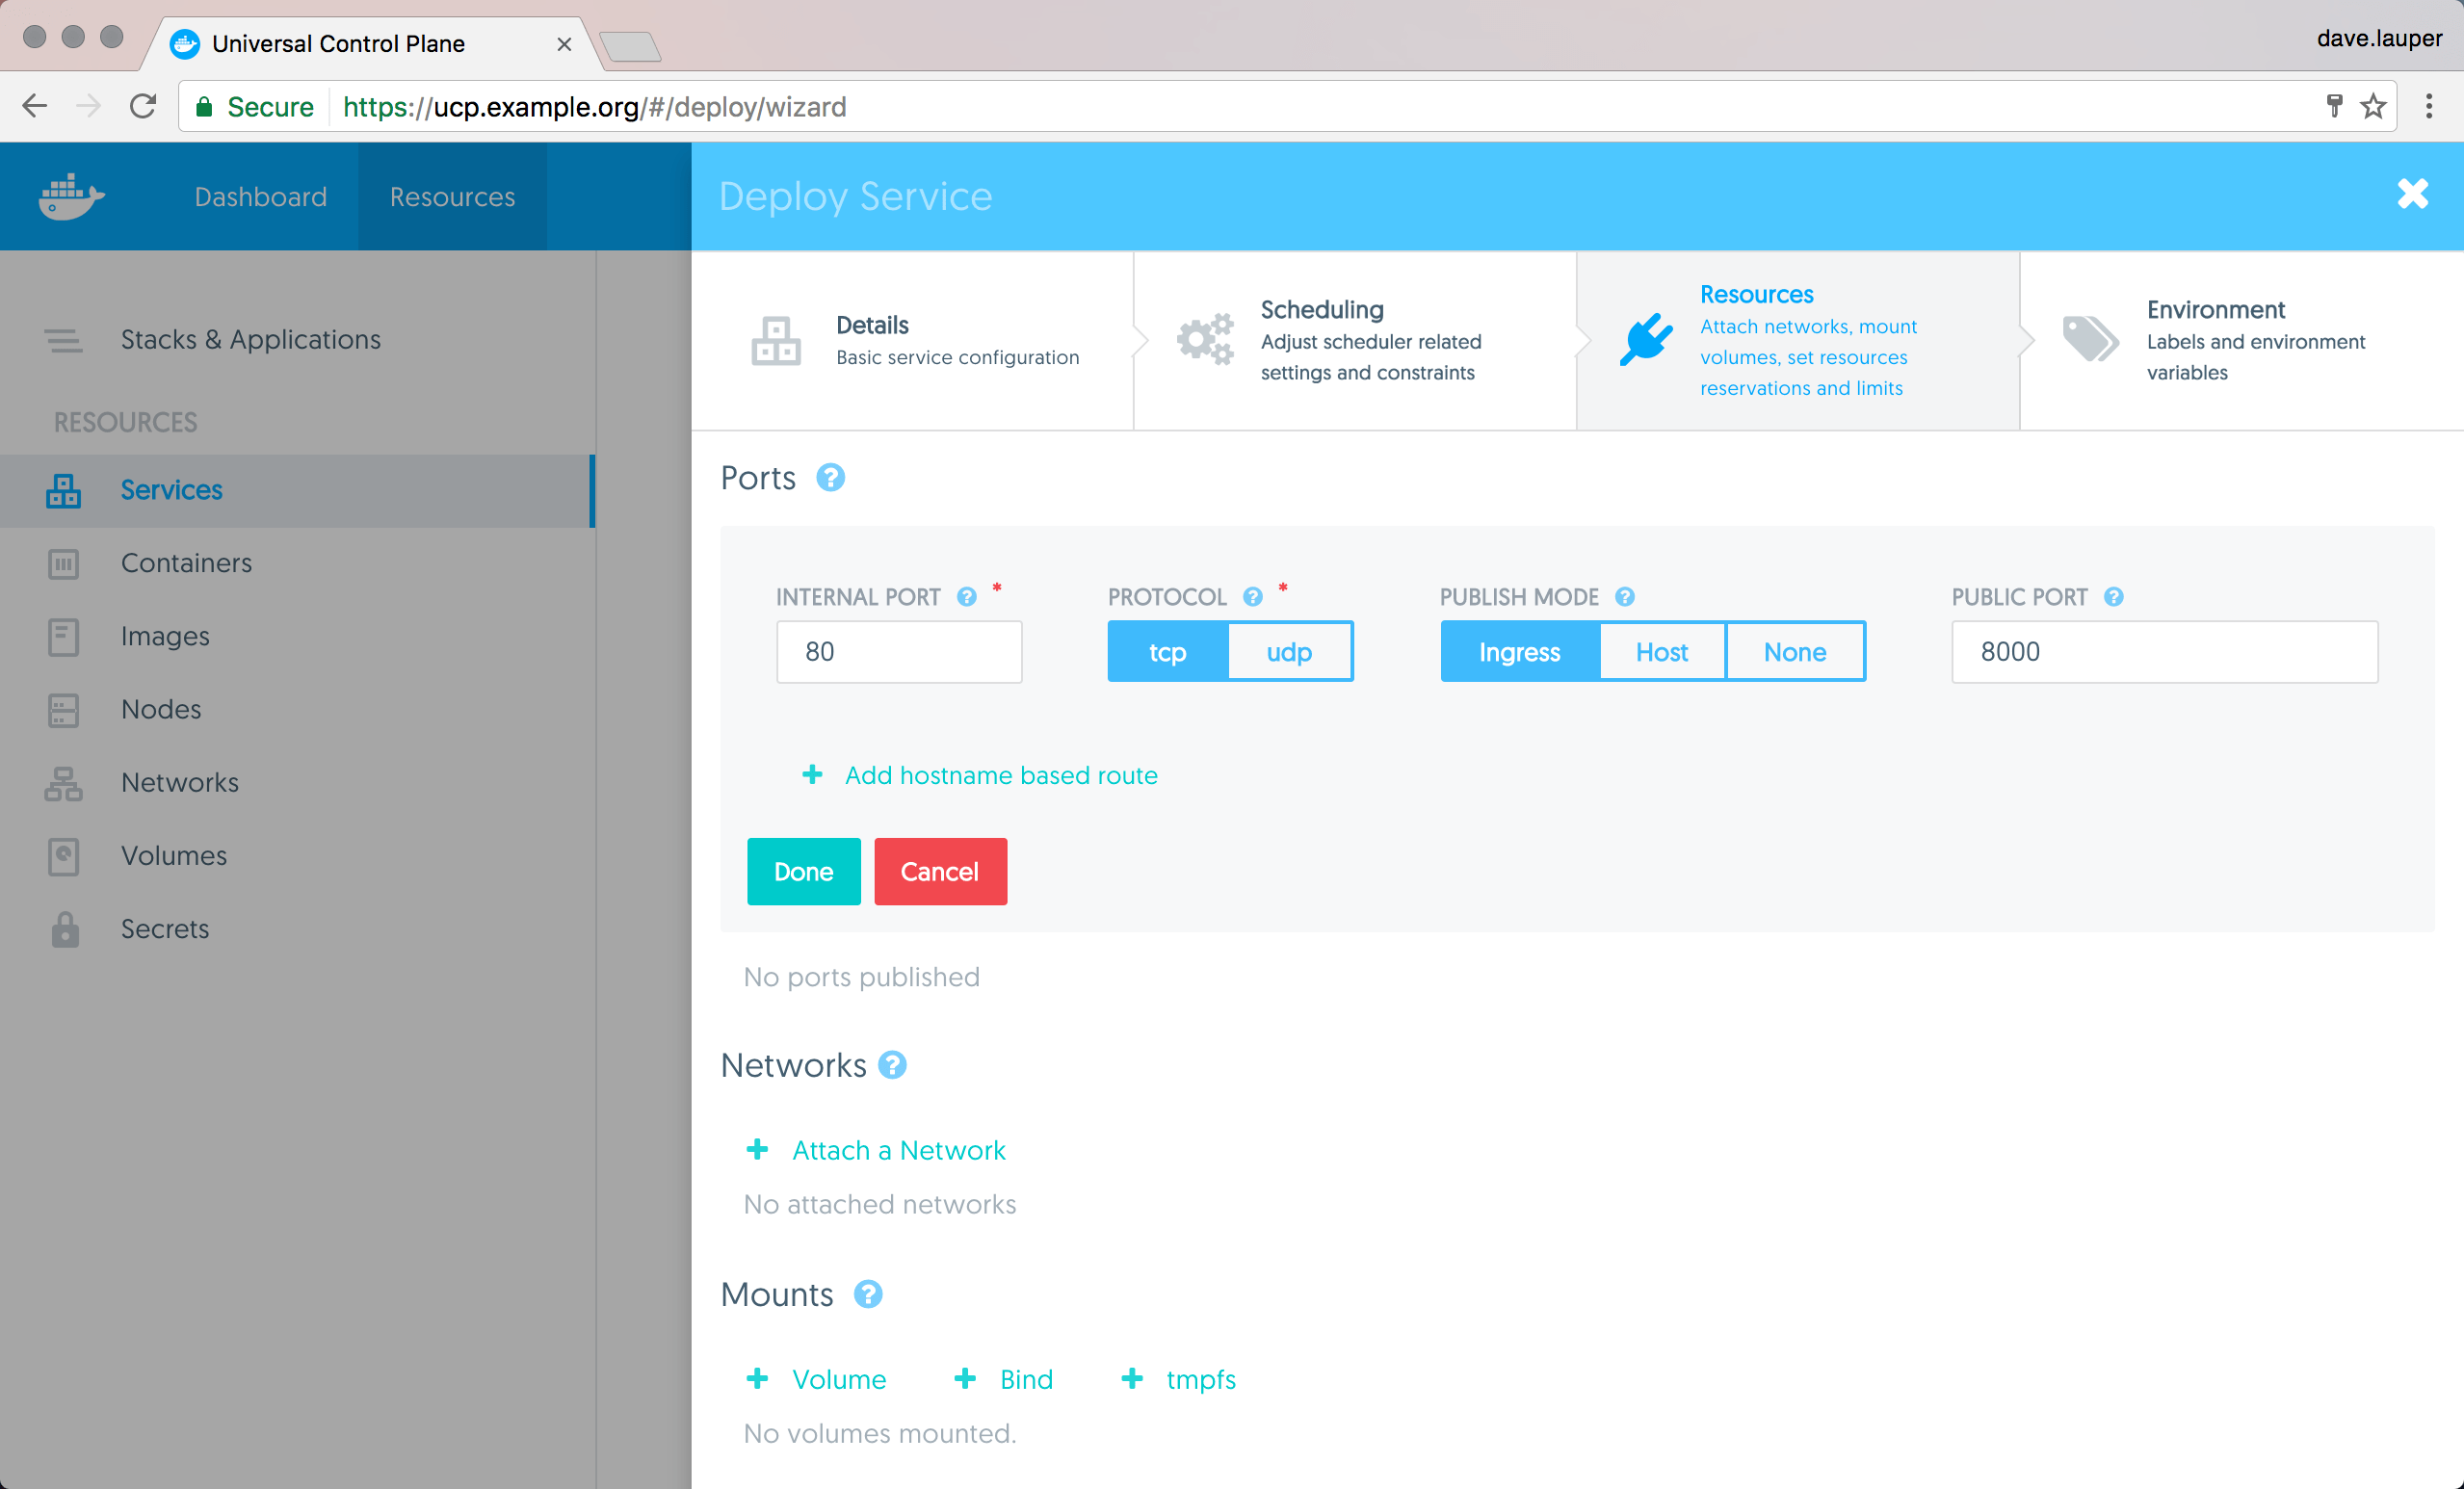 Universal Control Plane
dave.lauper
Secure
https://ucp.example.org/#/deploy/wizard
Dashboard
Resources
Deploy Service
Stacks & Applications
RESOURCES
Services
Containers
Images
Nodes
Networks
Volumes
Secrets
Details
Basic service configuration
Scheduling
Adjust scheduler related
settings and constraints
Resources
Attach networks, mount
volumes, set resources
reservations and limits
Environment
Labels and environment
variables
Ports ?
INTERNAL PORT ? *
PROTOCOL ? *
PUBLISH MODE ?
PUBLIC PORT ?
80
tcp
udp
Ingress
Host
None
8000
+ Add hostname based route
Done
Cancel
No ports published
Networks ?
+ Attach a Network
No attached networks
Mounts ?
+ Volume
+ Bind
+ tmpfs
No volumes mounted.